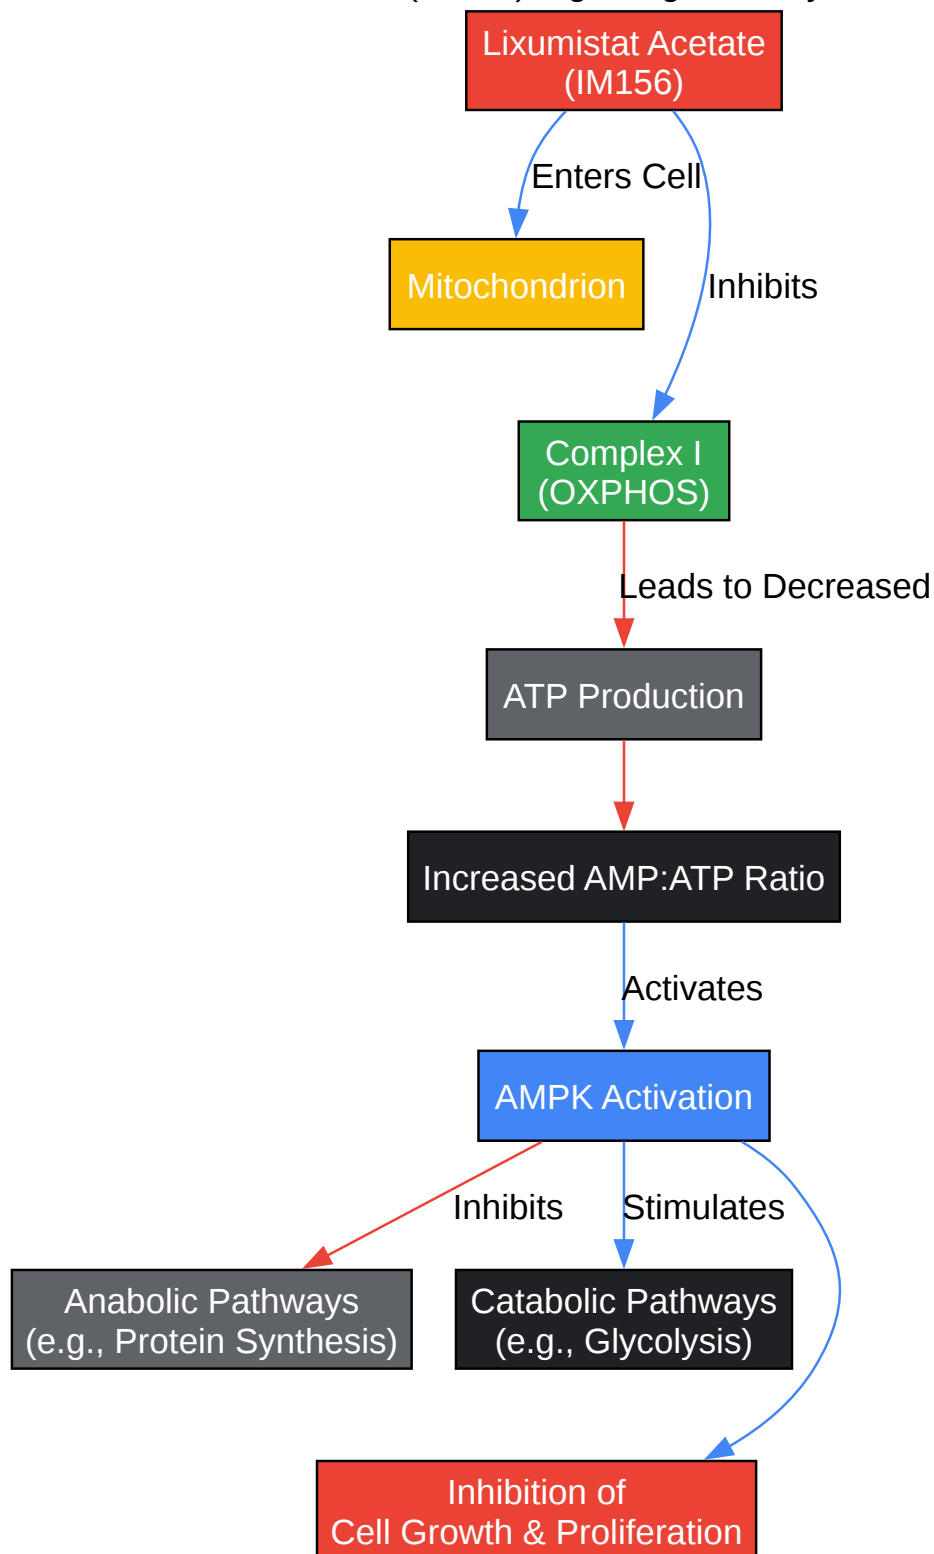 Lixumistat Acetate
(IM156)
Enters Cell
Mitochondrion
Inhibits
Complex I
(OXPHOS)
Leads to Decreased
ATP Production
Increased AMP:ATP Ratio
Activates
AMPK Activation
Inhibits
Stimulates
Anabolic Pathways
(e.g., Protein Synthesis)
Catabolic Pathways
(e.g., Glycolysis)
Inhibition of
Cell Growth & Proliferation